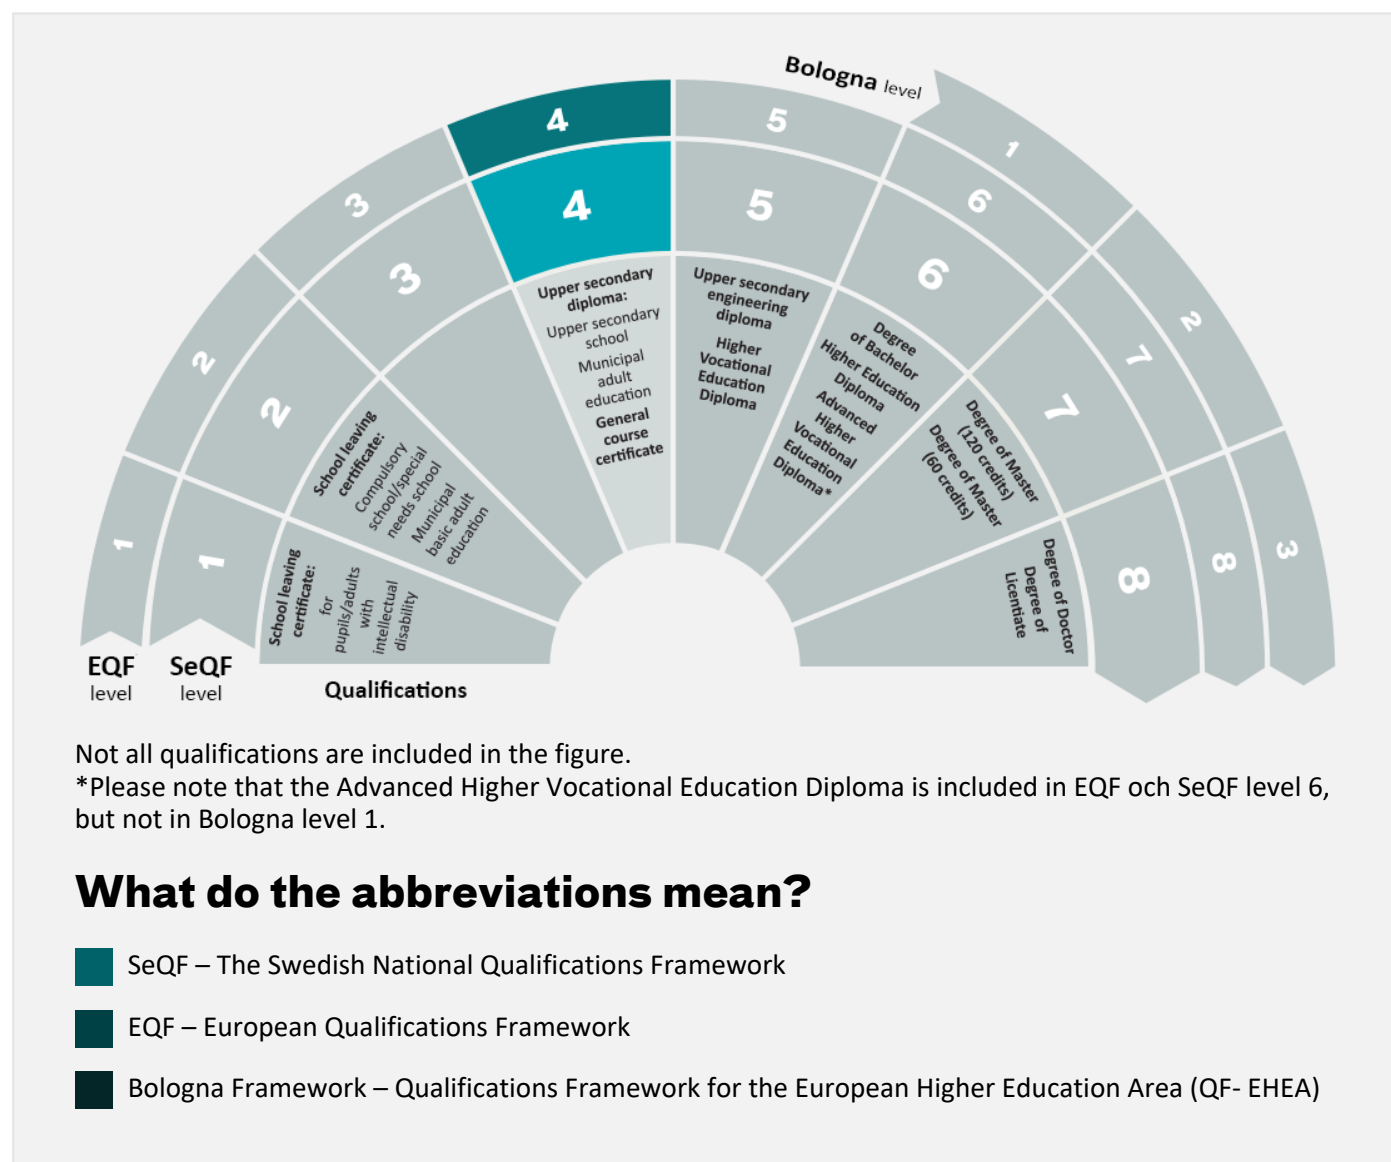 Bologna level
1
2
3
4
5
6
7
8
1
2
3
1
2
3
4
5
6
7
8
School leaving
certificate:
for
pupils/adults
with
intellectual
disability
School leaving
certificate:
Compulsory
school/special
needs school
Municipal
basic adult
education
Upper secondary
diploma:
Upper secondary
school
Municipal
adult
education
General
course
certificate
Upper secondary
engineering
diploma
Higher
Vocational
Education
Diploma
Degree
of Bachelor
Higher Education
Diploma
Advanced
Higher
Vocational
Education
Diploma*
Degree of Master
(120 credits)
Degree of Master
(60 credits)
Degree of Doctor
Degree of
Licentiate
EQF
level
SeQF
level
Qualifications
Not all qualifications are included in the figure.
*Please note that the Advanced Higher Vocational Education Diploma is included in EQF och SeQF level 6,
but not in Bologna level 1.
What do the abbreviations mean?
SeQF – The Swedish National Qualifications Framework
EQF – European Qualifications Framework
Bologna Framework – Qualifications Framework for the European Higher Education Area (QF- EHEA)